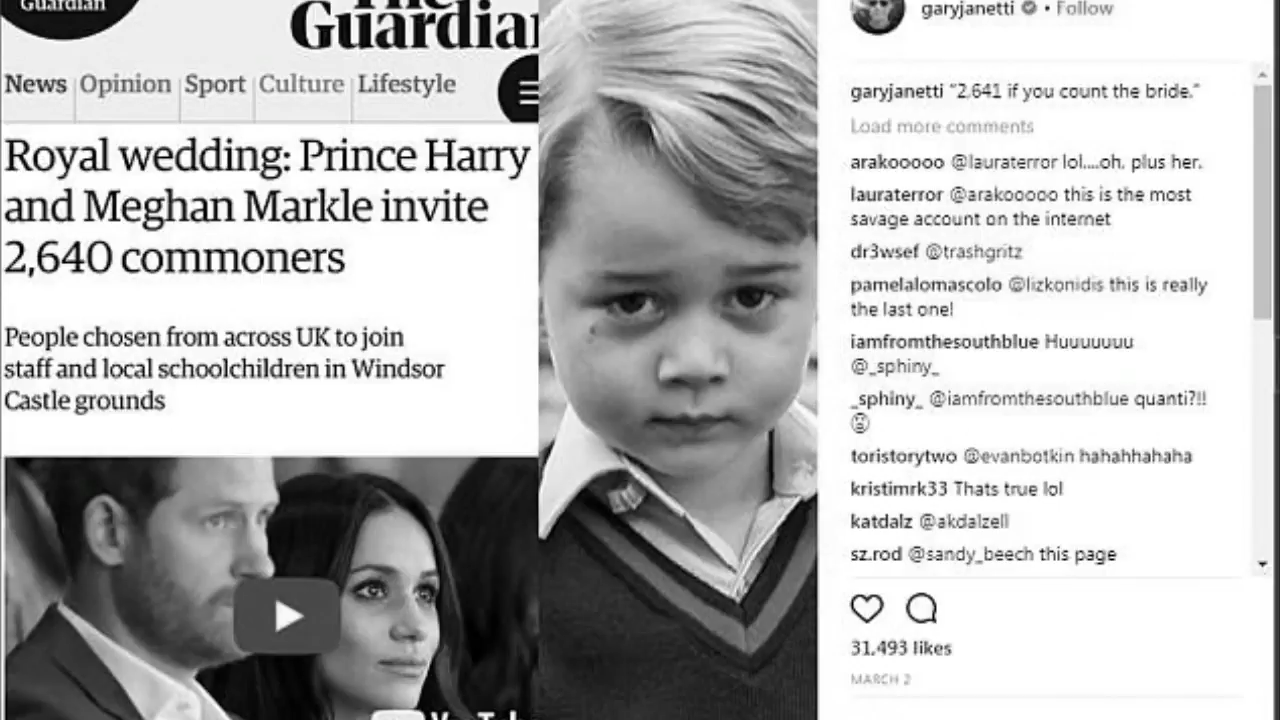 Guardian
The
Guardian
News
Opinion
Sport
Culture
Lifestyle
Royal wedding: Prince Harry
and Meghan Markle invite
2,640 commoners
People chosen from across UK to join
staff and local schoolchildren in Windsor
Castle grounds
garyjanetti • Follow
garyjanetti “2,641 if you count the bride.”
Load more comments
arakooooo @lauraterror lol....oh, plus her.
lauraterror @arakooooo this is the most
savage account on the internet
dr3wsef @trashgritz
pamelalomascolo @lizkonidis this is really
the last one!
iamfromthesouthblue Huuuuuuu
@_sphiny_
_sphiny_ @iamfromthesouthblue quanti?!!
toristorytwo @evanbotkin hahahhahaha
kristimrk33 Thats true lol
katdalz @akdalzell
sz.rod @sandy_beech this page
31,493 likes
MARCH 2